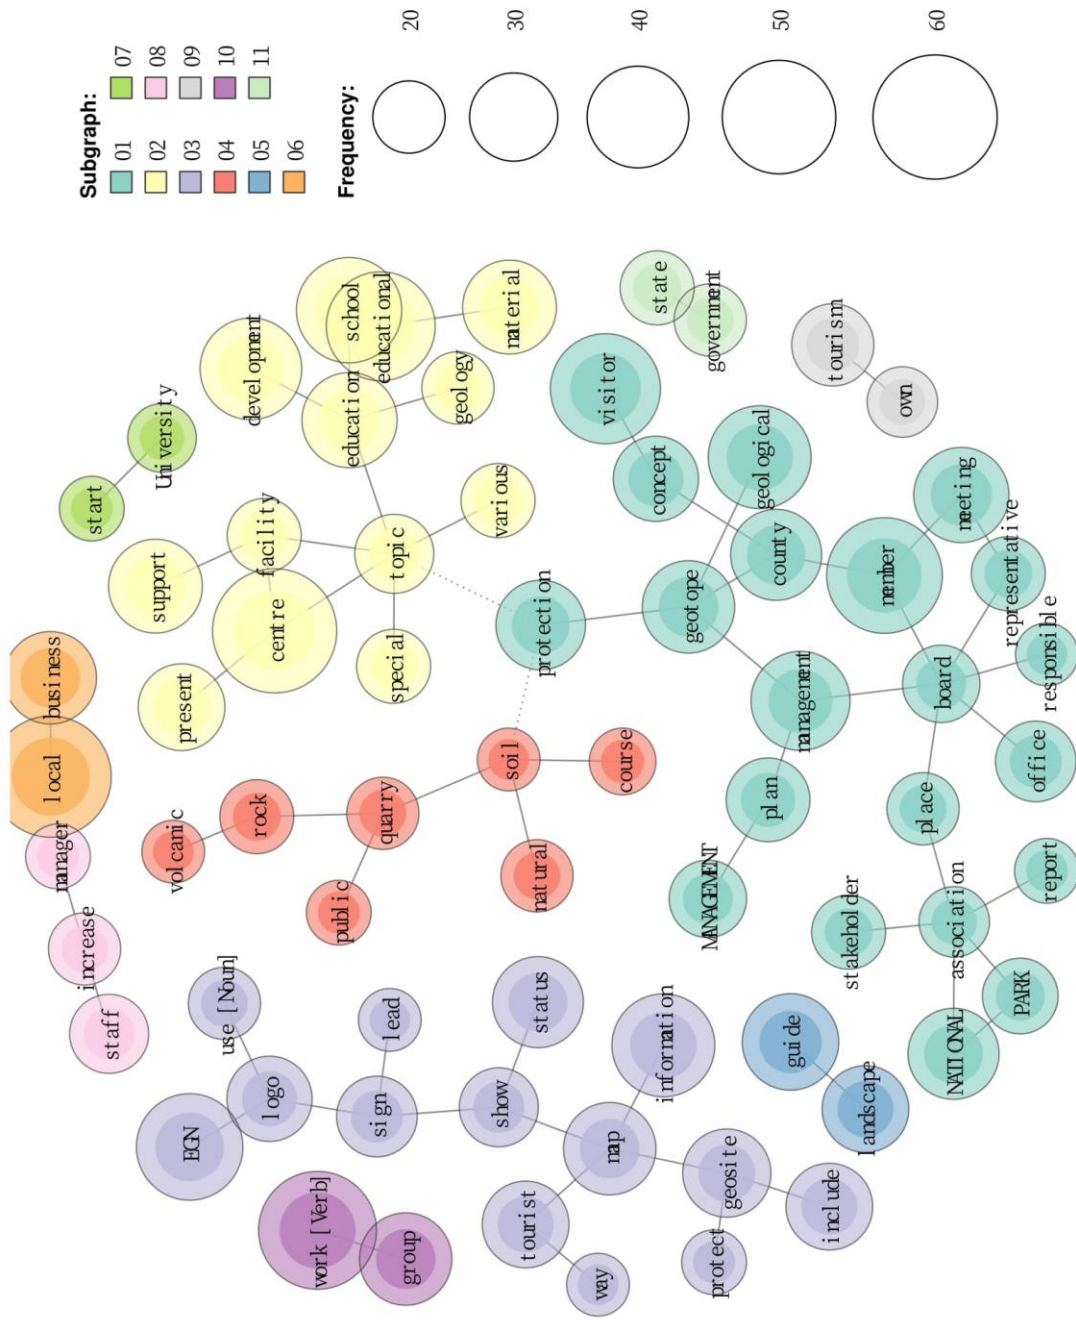 Subgraph:
01
02
03
04
05
06
07
08
09
10
11
Frequency:
20
30
40
50
60
start
University
development
school
educational
education
material
geology
support
facility
topic
various
centre
special
present
business
local
manager
increase
staff
volcanic
rock
quarry
public
soil
natural
course
protection
state
government
visitor
concept
geological
tourism
own
county
geotope
member
meeting
representative
responsible
board
management
office
plan
place
MANAGEMENT
stakeholder
association
report
PARK
NATIONAL
guide
landscape
use [Noun]
lead
status
information
logo
EGN
sign
show
map
geosite
include
protect
tourist
way
work [Verb]
group